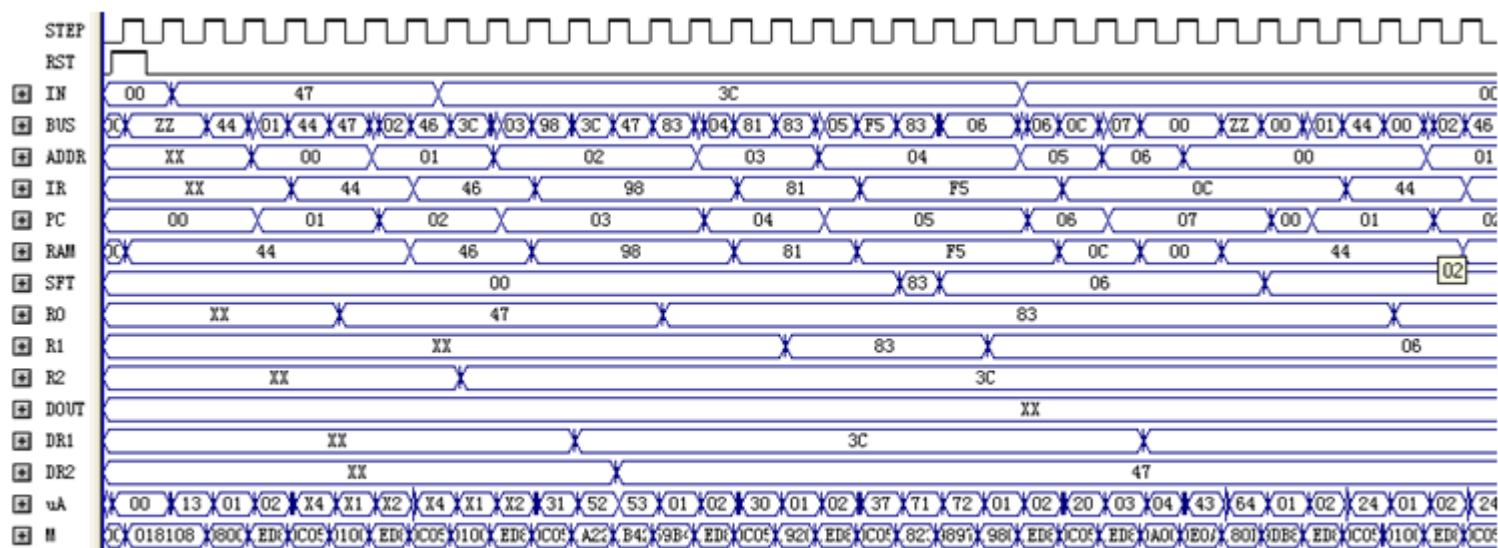 STEP
RST
IN 00 47 3C 00
BUS ZZ 44 01 44 47 02 46 3C 03 98 3C 47 83 04 81 83 05 F5 83 06 06 0C 07 00 ZZ 00 01 44 00 02 46
ADDR XX 00 01 02 03 04 05 06 00 01
IR XX 44 46 98 81 F5 0C 44
PC 00 01 02 03 04 05 06 07 00 01
RAM 44 46 98 81 F5 0C 00 44
SFT 00 83 06 02
R0 XX 47 83
R1 XX 83 06
R2 XX 3C
DOUT XX
DR1 XX 3C
DR2 XX 47
uA 00 13 01 02 X4 X1 X2 X4 X1 X2 31 52 53 01 02 30 01 02 37 71 72 01 02 20 03 04 43 64 01 02 24 01 02 24
M 018108